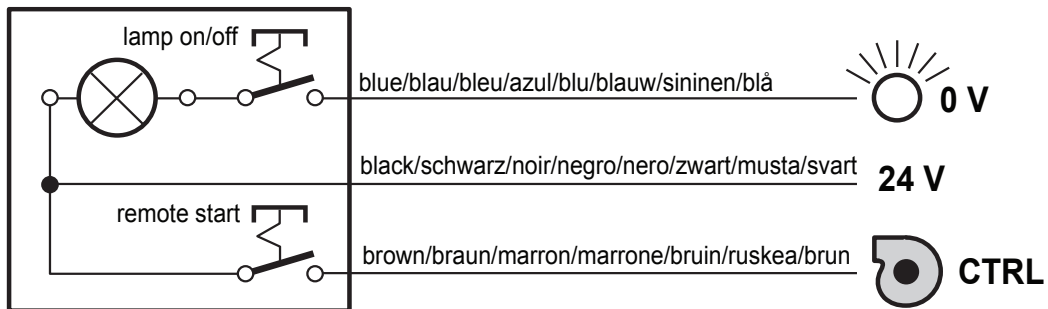 lamp on/off
blue/blau/bleu/azul/blu/blauw/sininen/blå
0 V
black/schwarz/noir/negro/nero/zwart/musta/svart
24 V
remote start
brown/braun/marron/marrone/bruin/ruskea/brun
CTRL